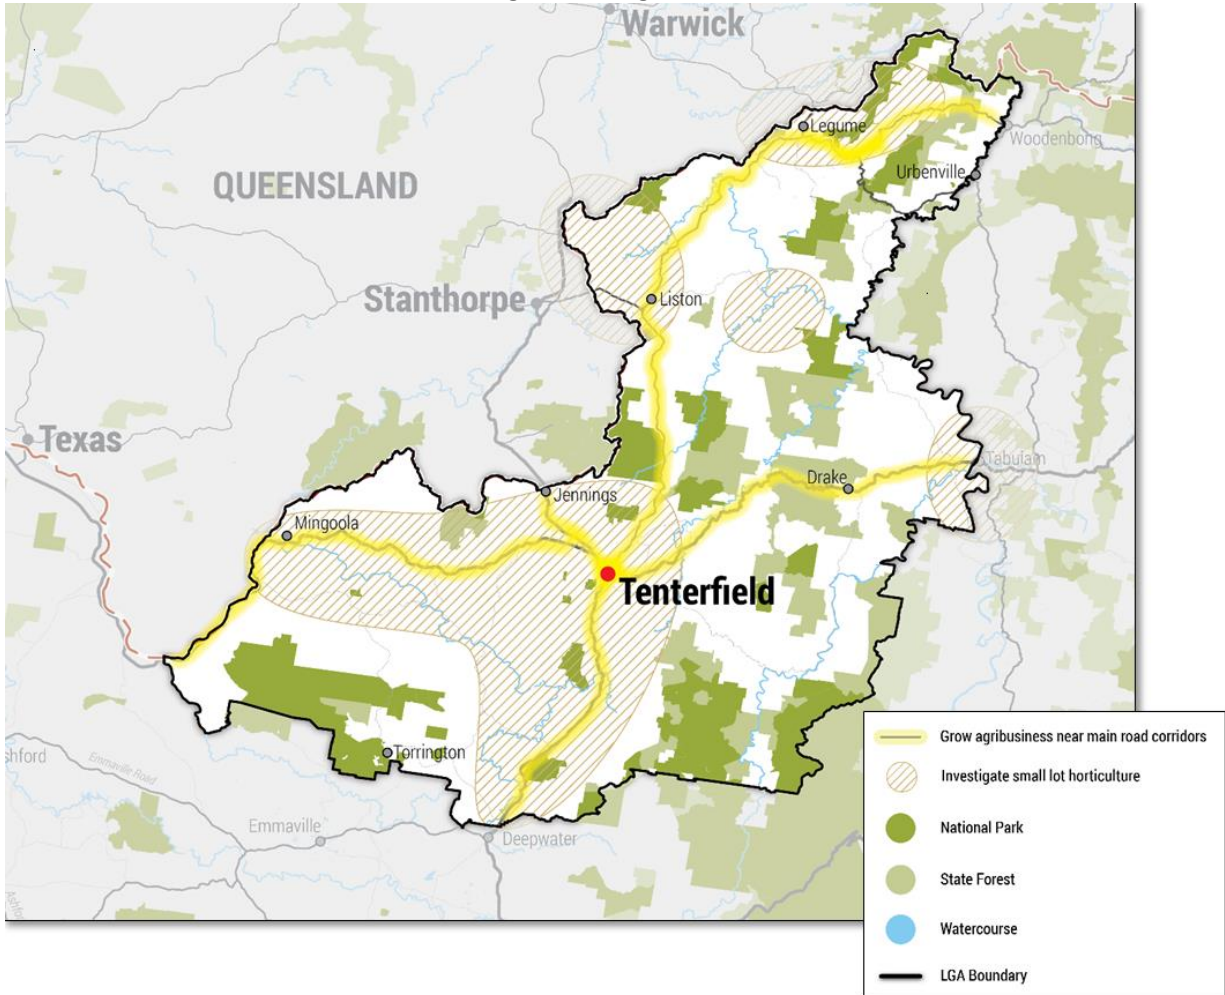 Warwick
Legume
Woodenbong
Urbenville
QUEENSLAND
Stanthorpe
Liston
Texas
Tabulam
Drake
Jennings
Mingoola
Tenterfield
Torrington
shford
Emmaville Road
Emmaville
Deepwater
Grow agribusiness near main road corridors
Investigate small lot horticulture
National Park
State Forest
Watercourse
LGA Boundary